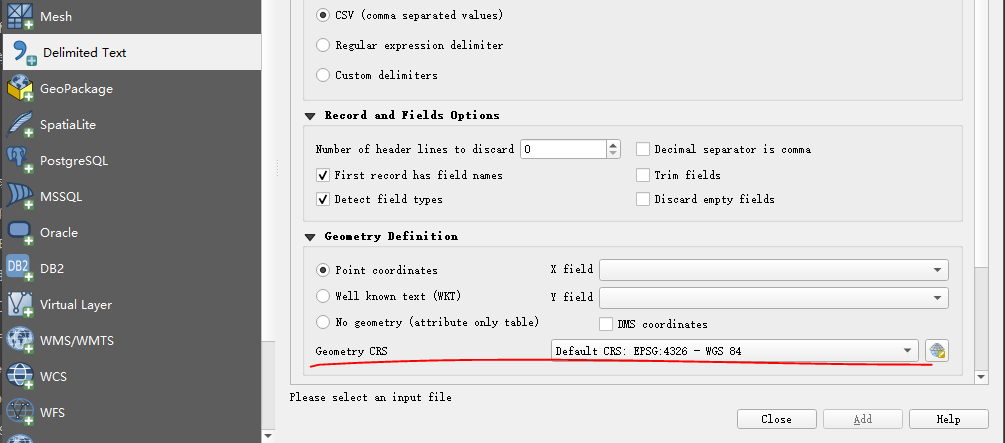 Mesh
Delimited Text
GeoPackage
SpatiaLite
PostgreSQL
MSSQL
Oracle
DB2
DB2
Virtual Layer
WMS/WMTS
WCS
WFS
CSV (comma separated values)
Regular expression delimiter
Custom delimiters
Record and Fields Options
Number of header lines to discard 0 Decimal separator is comma
First record has field names Trim fields
Detect field types Discard empty fields
Geometry Definition
Point coordinates X field
Well known text (WKT) Y field
No geometry (attribute only table) DMS coordinates
Geometry CRS Default CRS: EPSG:4326 - WGS 84
Please select an input file
Close Add Help